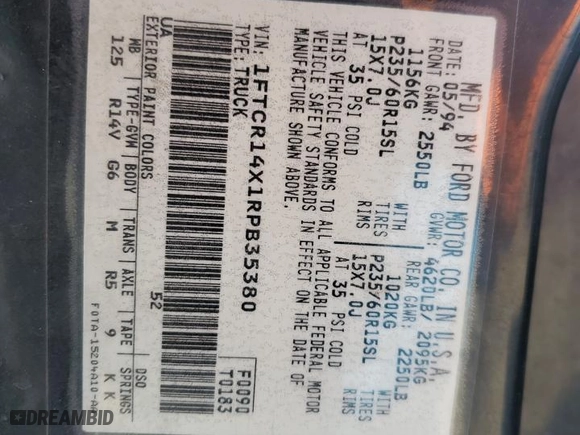 MFD. BY FORD MOTOR CO. IN U.S.A.
DATE: 05/94 GVWR: 4620LB/ 2095KG
FRONT GAWR: 2550LB REAR GAWR: 2250LB
1156KG WITH 1020KG WITH
P235/60R15SL TIRES P235/60R15SL TIRES
15X7.0J RIMS 15X7.0J RIMS
AT 35 PSI COLD AT 35 PSI COLD
THIS VEHICLE CONFORMS TO ALL APPLICABLE FEDERAL MOTOR
VEHICLE SAFETY STANDARDS IN EFFECT ON THE DATE OF
MANUFACTURE SHOWN ABOVE.
VIN: 1FTCR14X1RPB35380
TYPE: TRUCK
F0090
T0183
UA 52
EXTERIOR PAINT COLORS DSO
WB TYPE-GVM BODY TRANS AXLE TAPE SPRINGS
125 R14V G6 M R5 9 K K
F0TA-15204A10-A
DREAMBID